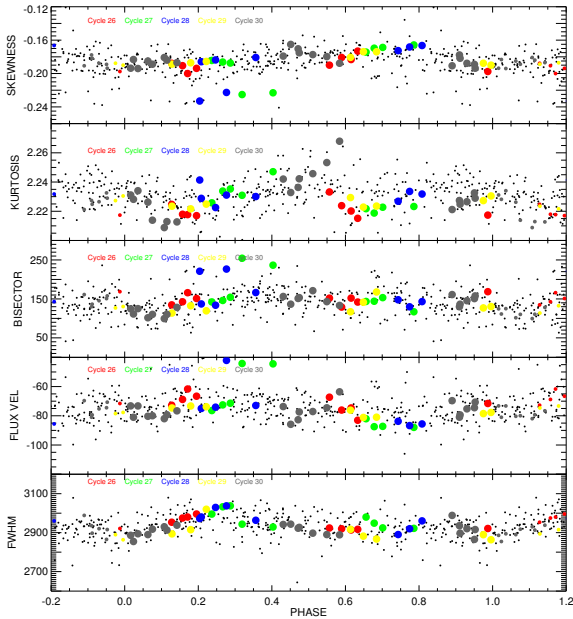 Cycle 26 Cycle 27 Cycle 28 Cycle 29 Cycle 30
SKEWNESS
-0.12
-0.16
-0.20
-0.24
KURTOSIS
2.26
2.24
2.22
Cycle 26 Cycle 27 Cycle 28 Cycle 29 Cycle 30
BISECTOR
250
150
50
Cycle 26 Cycle 27 Cycle 28 Cycle 29 Cycle 30
FLUX VEL
-60
-80
-100
Cycle 26 Cycle 27 Cycle 28 Cycle 29 Cycle 30
FWHM
3100
2900
2700
Cycle 26 Cycle 27 Cycle 28 Cycle 29 Cycle 30
-0.2 0.0 0.2 0.4 0.6 0.8 1.0 1.2
PHASE